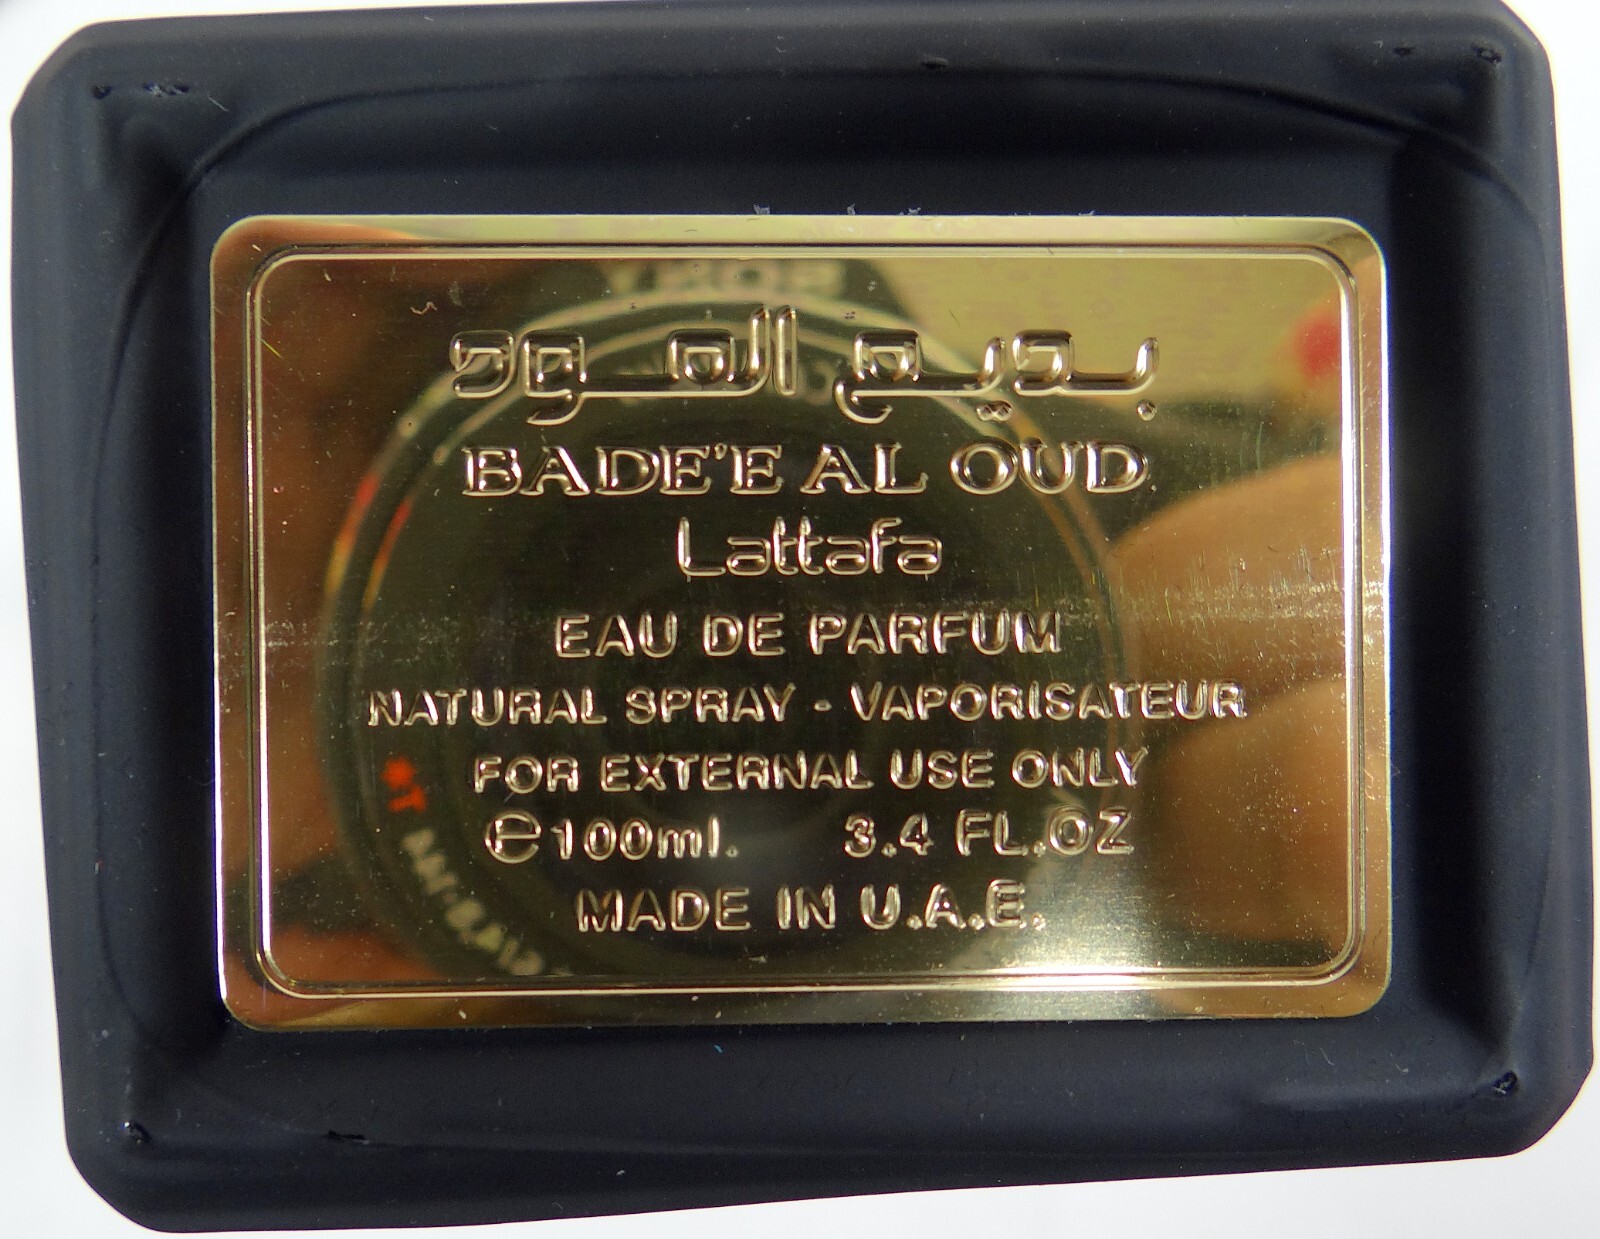 بديع العود
BADE'E AL OUD
Lattafa
EAU DE PARFUM
NATURAL SPRAY - VAPORISATEUR
FOR EXTERNAL USE ONLY
℮100ml. 3.4 FL.OZ
MADE IN U.A.E.